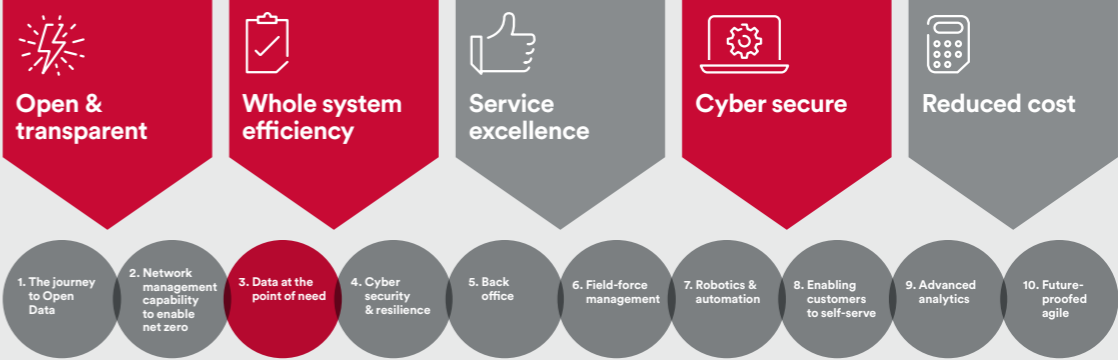 Open &
transparent
Whole system
efficiency
Service
excellence
Cyber secure
Reduced cost
1. The journey
to Open
Data
2. Network
management
capability
to enable
net zero
3. Data at the
point of need
4. Cyber
security
& resilience
5. Back
office
6. Field-force
management
7. Robotics &
automation
8. Enabling
customers
to self-serve
9. Advanced
analytics
10. Future-
proofed
agile